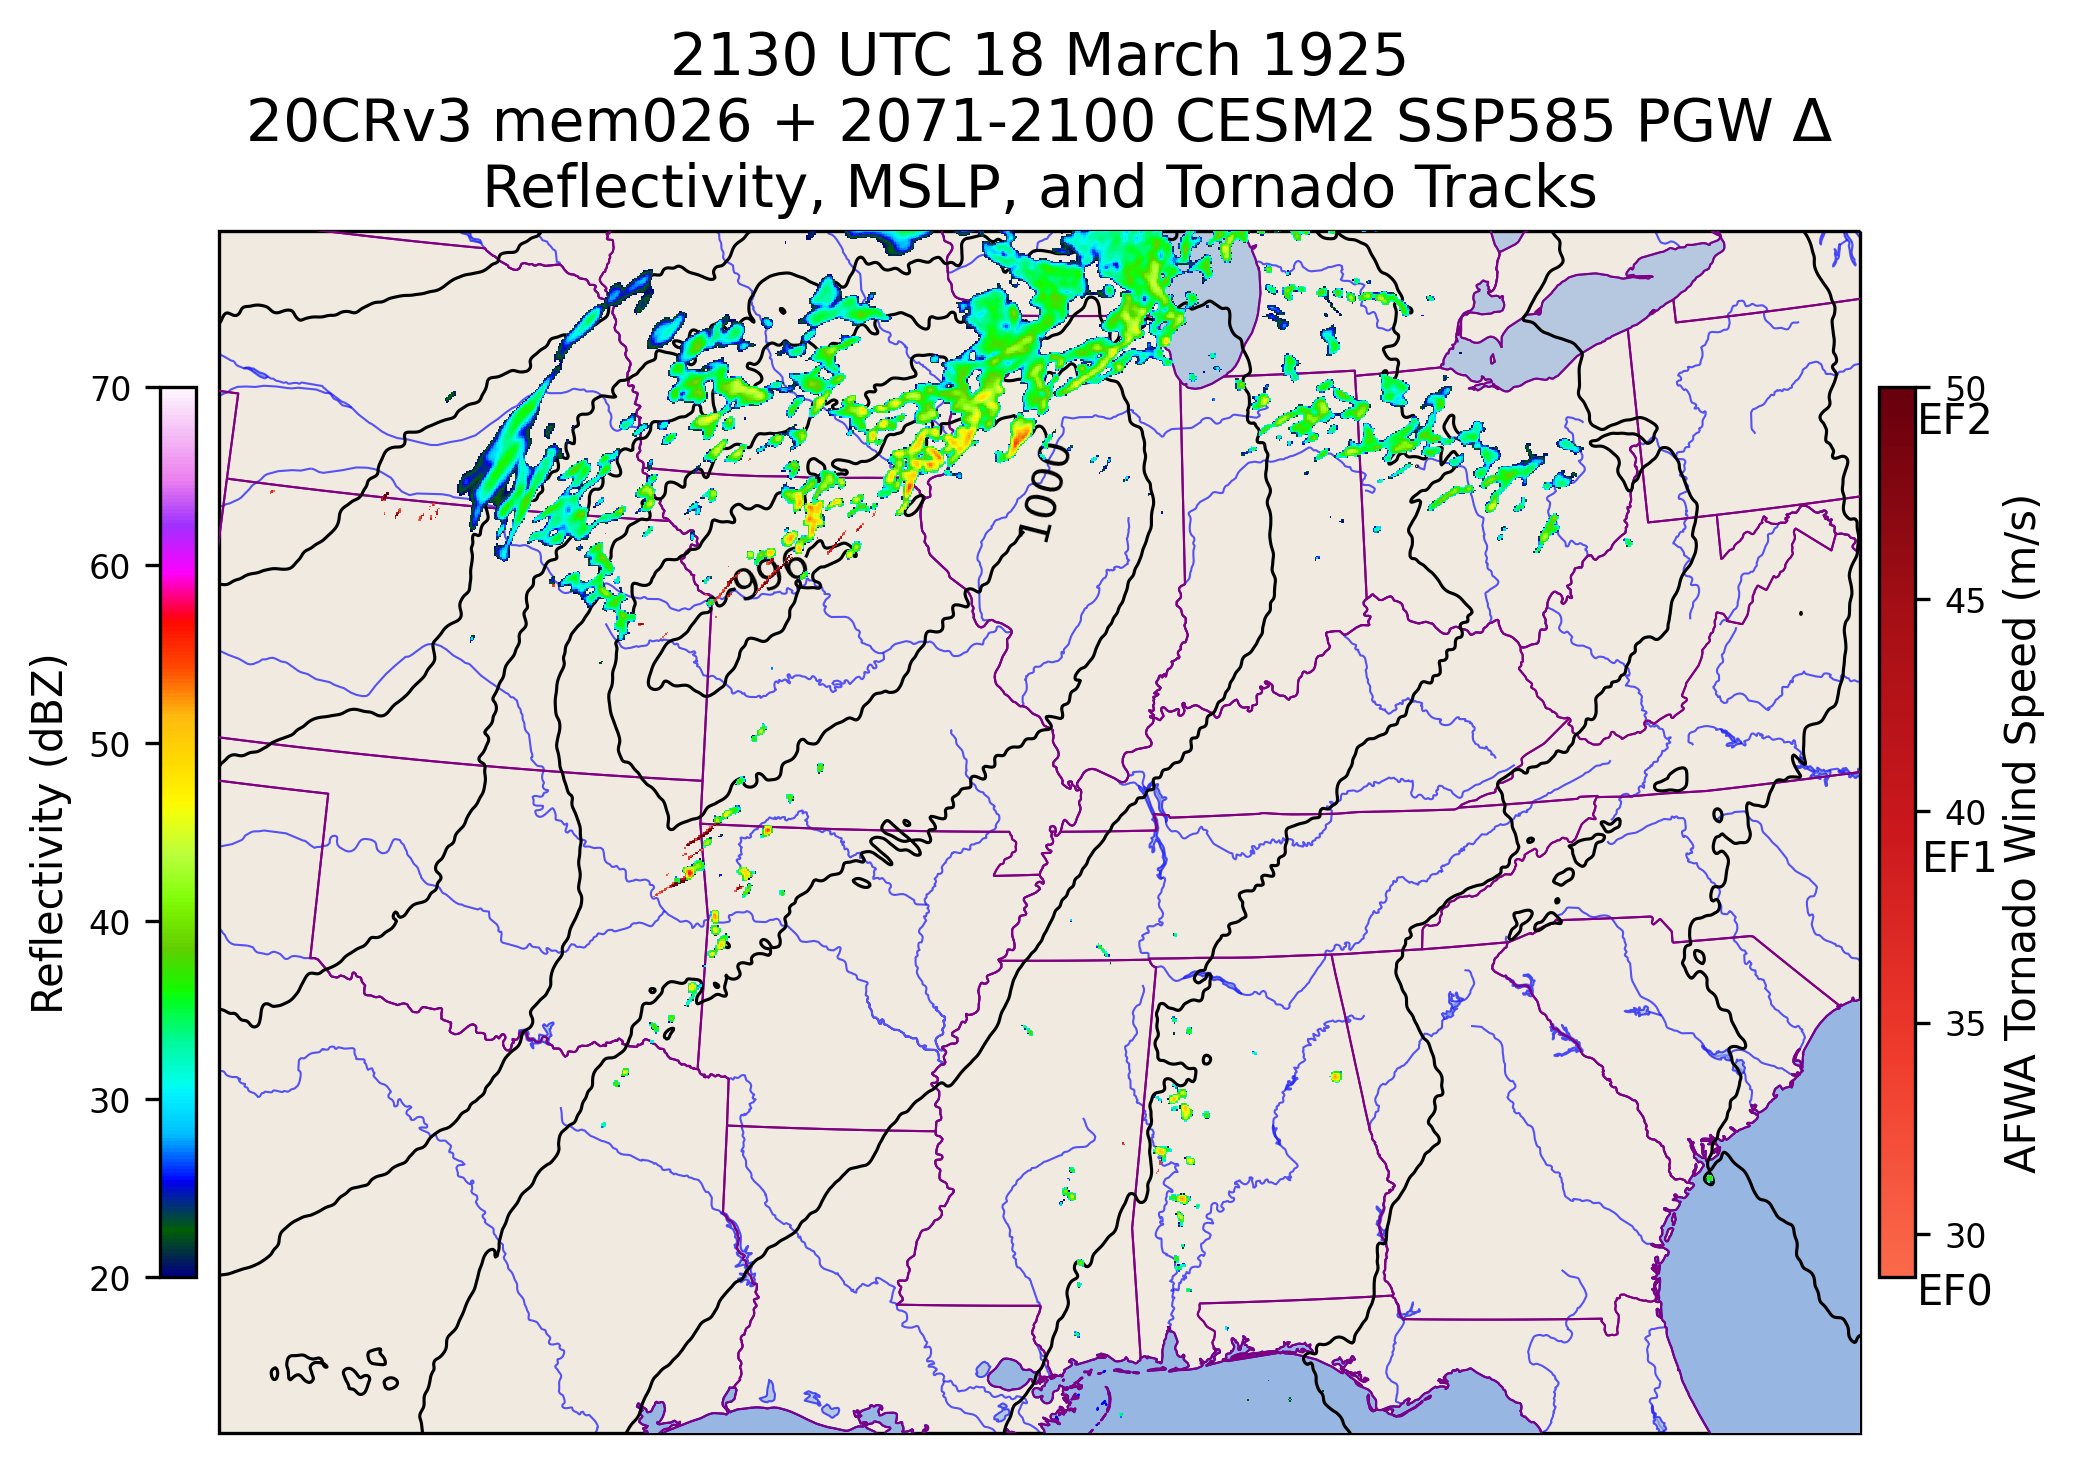 2130 UTC 18 March 1925
20CRv3 mem026 + 2071-2100 CESM2 SSP585 PGW Δ
Reflectivity, MSLP, and Tornado Tracks
70
60
50
40
30
20
Reflectivity (dBZ)
1000
996
50
EF2
45
40
EF1
35
30
EF0
AFWA Tornado Wind Speed (m/s)